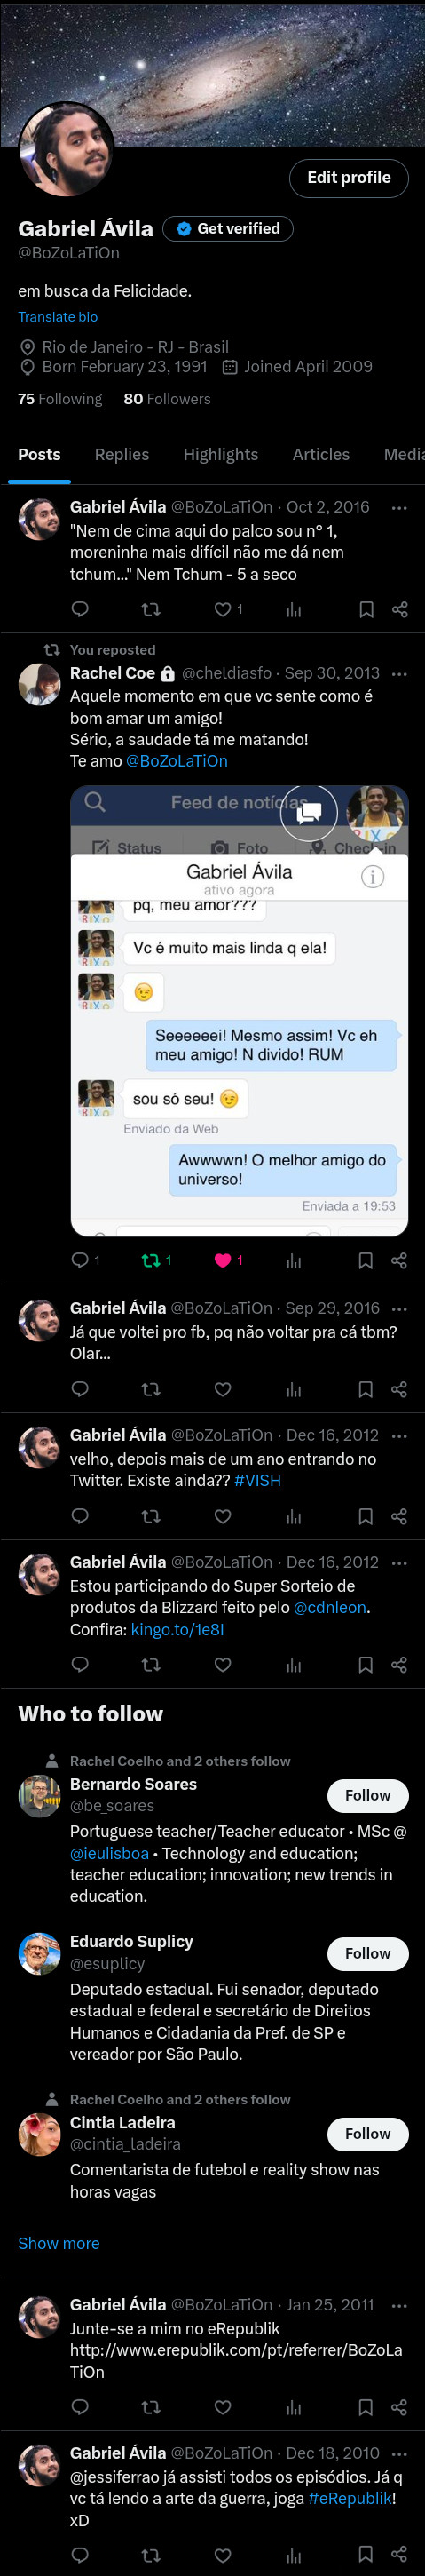 Edit profile
Gabriel Ávila Get verified
@BoZoLaTiOn
em busca da Felicidade.
Translate bio
Rio de Janeiro - RJ - Brasil
Born February 23, 1991 Joined April 2009
75 Following 80 Followers
Posts Replies Highlights Articles Media
Gabriel Ávila @BoZoLaTiOn · Oct 2, 2016
"Nem de cima aqui do palco sou n° 1,
moreninha mais difícil não me dá nem
tchum..." Nem Tchum - 5 a seco
1
You reposted
Rachel Coe @cheldiasfo · Sep 30, 2013
Aquele momento em que vc sente como é
bom amar um amigo!
Sério, a saudade tá me matando!
Te amo @BoZoLaTiOn
Feed de notícias
Status Foto Check-in
Gabriel Ávila
ativo agora
pq, meu amor???
Vc é muito mais linda q ela!
Seeeeeei! Mesmo assim! Vc eh
meu amigo! N divido! RUM
sou só seu! 😉
Enviado da Web
Awwwwn! O melhor amigo do
universo!
Enviada a 19:53
1 1 1
Gabriel Ávila @BoZoLaTiOn · Sep 29, 2016
Já que voltei pro fb, pq não voltar pra cá tbm?
Olar...
Gabriel Ávila @BoZoLaTiOn · Dec 16, 2012
velho, depois mais de um ano entrando no
Twitter. Existe ainda?? #VISH
Gabriel Ávila @BoZoLaTiOn · Dec 16, 2012
Estou participando do Super Sorteio de
produtos da Blizzard feito pelo @cdnleon.
Confira: kingo.to/1e8I
Who to follow
Rachel Coelho and 2 others follow
Bernardo Soares
@be_soares
Follow
Portuguese teacher/Teacher educator • MSc @
@ieulisboa • Technology and education;
teacher education; innovation; new trends in
education.
Eduardo Suplicy
@esuplicy
Follow
Deputado estadual. Fui senador, deputado
estadual e federal e secretário de Direitos
Humanos e Cidadania da Pref. de SP e
vereador por São Paulo.
Rachel Coelho and 2 others follow
Cintia Ladeira
@cintia_ladeira
Follow
Comentarista de futebol e reality show nas
horas vagas
Show more
Gabriel Ávila @BoZoLaTiOn · Jan 25, 2011
Junte-se a mim no eRepublik
http://www.erepublik.com/pt/referrer/BoZoLa
TiOn
Gabriel Ávila @BoZoLaTiOn · Dec 18, 2010
@jessiferrao já assisti todos os episódios. Já q
vc tá lendo a arte da guerra, joga #eRepublik!
xD